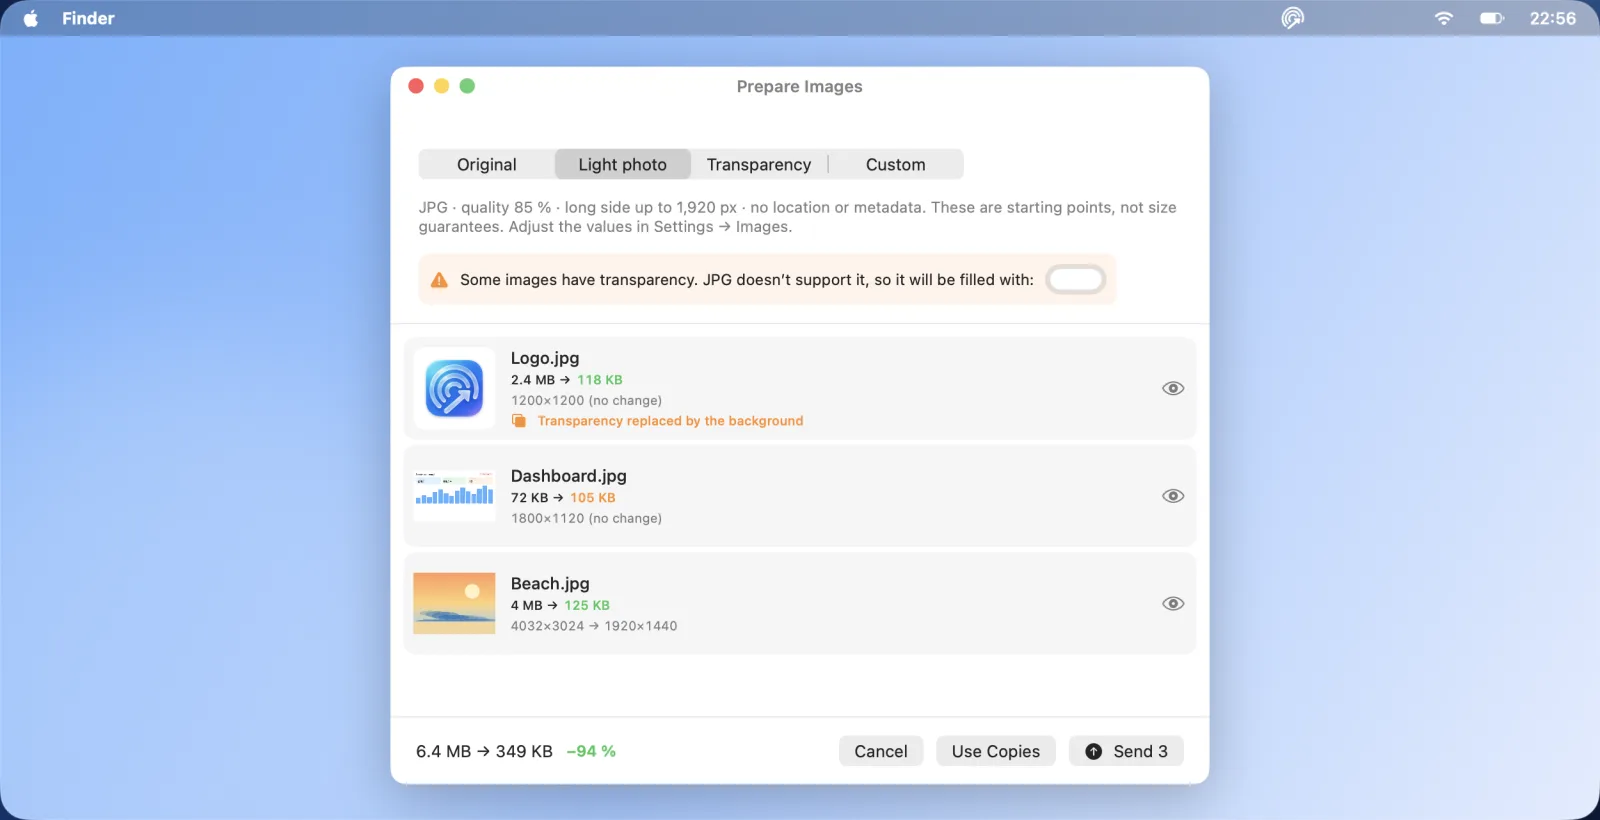 Finder
22:56
Prepare Images
Original
Light photo
Transparency
Custom
JPG · quality 85 % · long side up to 1,920 px · no location or metadata. These are starting points, not size
guarantees. Adjust the values in Settings → Images.
Some images have transparency. JPG doesn’t support it, so it will be filled with:
Logo.jpg
2.4 MB → 118 KB
1200×1200 (no change)
Transparency replaced by the background
Dashboard.jpg
72 KB → 105 KB
1800×1120 (no change)
Beach.jpg
4 MB → 125 KB
4032×3024 → 1920×1440
6.4 MB → 349 KB −94 %
Cancel
Use Copies
Send 3